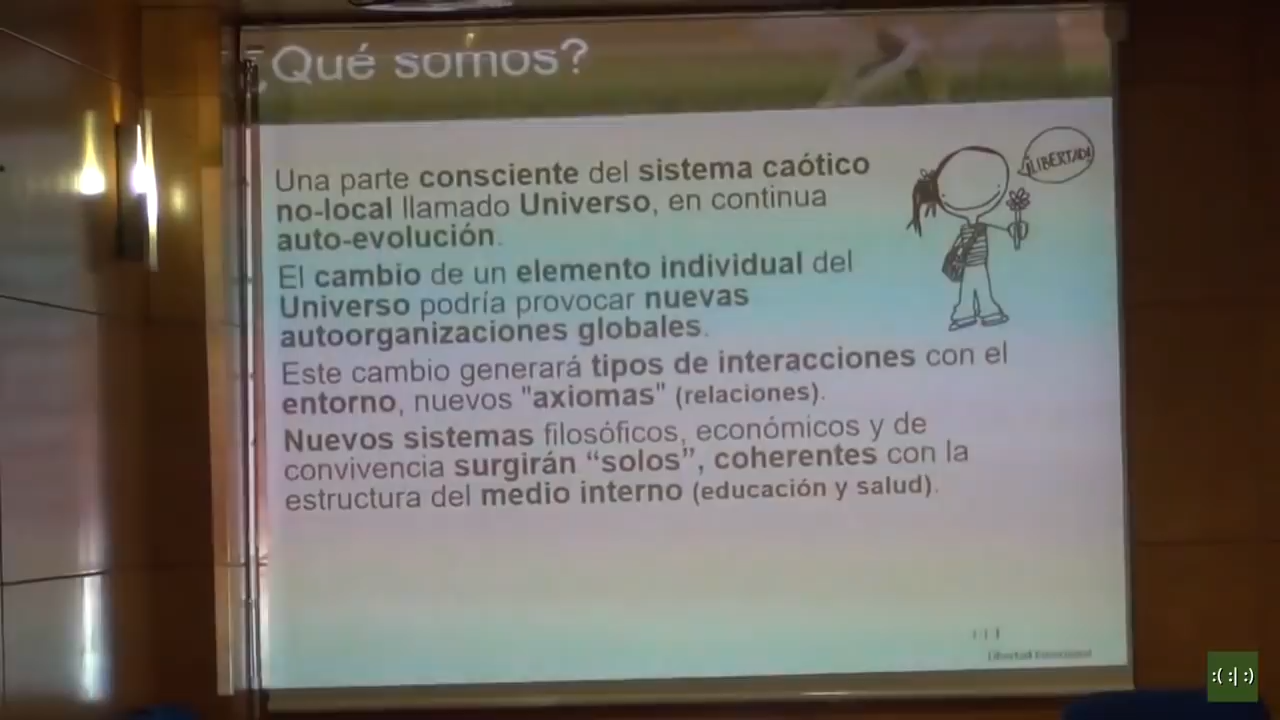 ¿Qué somos?
Una parte consciente del sistema caótico
no-local llamado Universo, en continua
auto-evolución.
¡LIBERTAD!
El cambio de un elemento individual del
Universo podría provocar nuevas
autoorganizaciones globales.
Este cambio generará tipos de interacciones con el
entorno, nuevos "axiomas" (relaciones).
Nuevos sistemas filosóficos, económicos y de
convivencia surgirán “solos”, coherentes con la
estructura del medio interno (educación y salud).
Libertad Emocional
:( :| :)